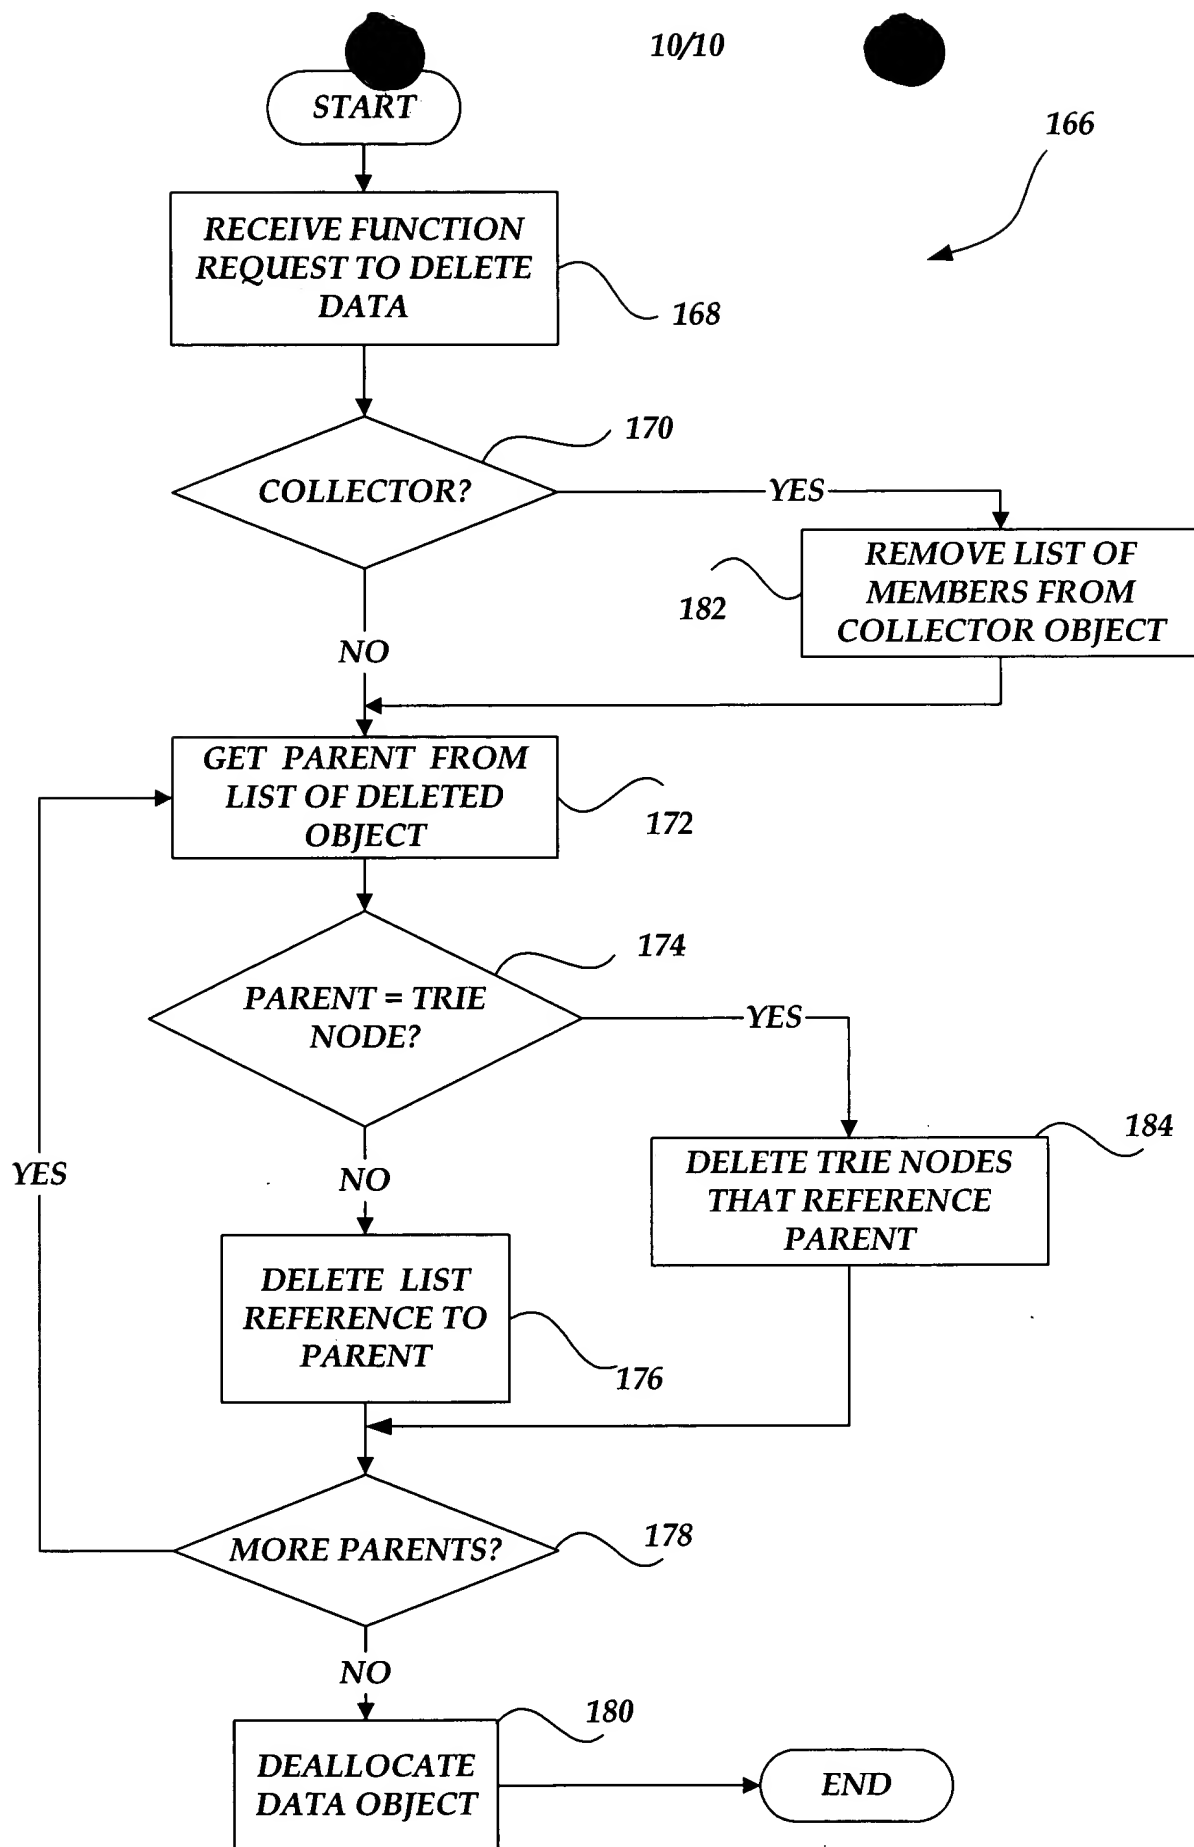 10/10
START
166
RECEIVE FUNCTION
REQUEST TO DELETE
DATA
168
170
COLLECTOR?
YES
REMOVE LIST OF
MEMBERS FROM
COLLECTOR OBJECT
182
NO
GET PARENT FROM
LIST OF DELETED
OBJECT
172
174
PARENT = TRIE
NODE?
YES
184
DELETE TRIE NODES
THAT REFERENCE
PARENT
YES
NO
DELETE LIST
REFERENCE TO
PARENT
176
MORE PARENTS?
178
NO
180
DEALLOCATE
DATA OBJECT
END